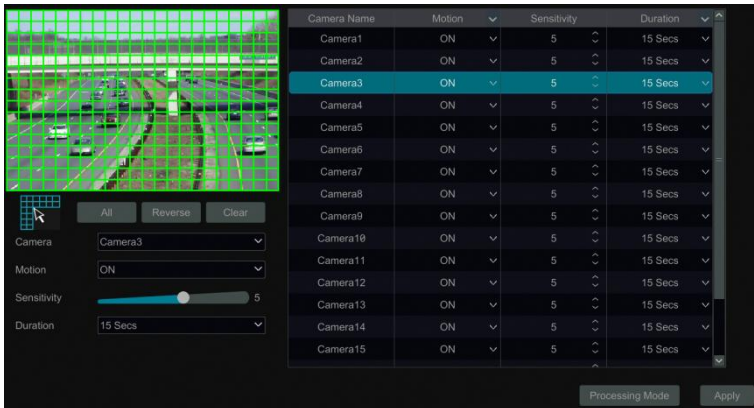 All Reverse Clear
Camera Camera3
Motion ON
Sensitivity 5
Duration 15 Secs
Camera Name Motion Sensitivity Duration
Camera1 ON 5 15 Secs
Camera2 ON 5 15 Secs
Camera3 ON 5 15 Secs
Camera4 ON 5 15 Secs
Camera5 ON 5 15 Secs
Camera6 ON 5 15 Secs
Camera7 ON 5 15 Secs
Camera8 ON 5 15 Secs
Camera9 ON 5 15 Secs
Camera10 ON 5 15 Secs
Camera11 ON 5 15 Secs
Camera12 ON 5 15 Secs
Camera13 ON 5 15 Secs
Camera14 ON 5 15 Secs
Camera15 ON 5 15 Secs
Processing Mode Apply